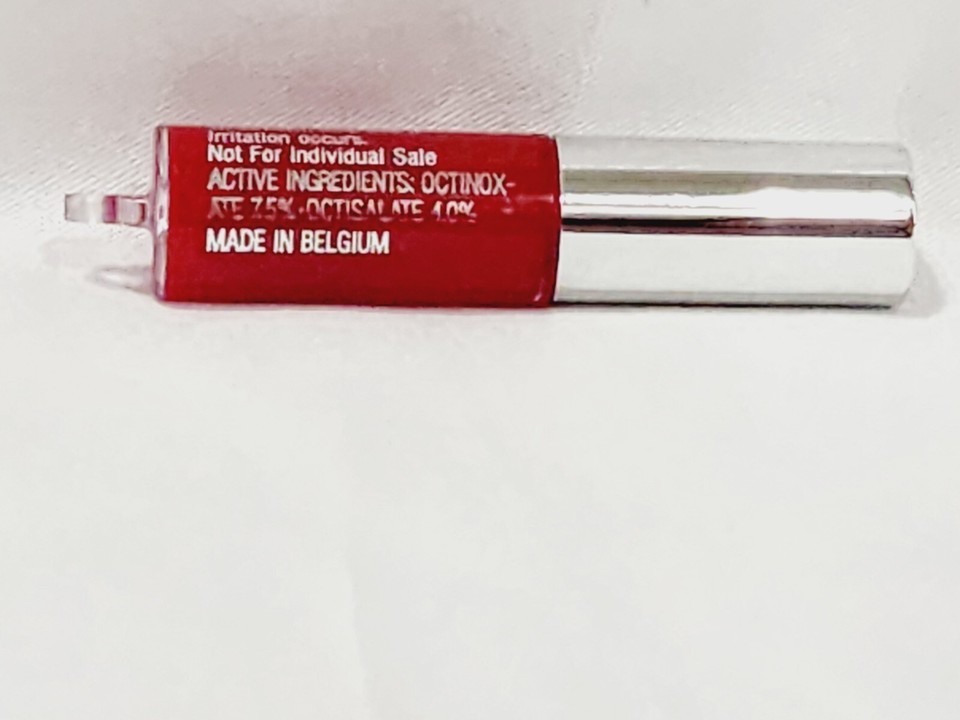 Irritation occurs.
Not For Individual Sale
ACTIVE INGREDIENTS: OCTINOX-
ATE 7.5% • OCTISALATE 4.0%
MADE IN BELGIUM